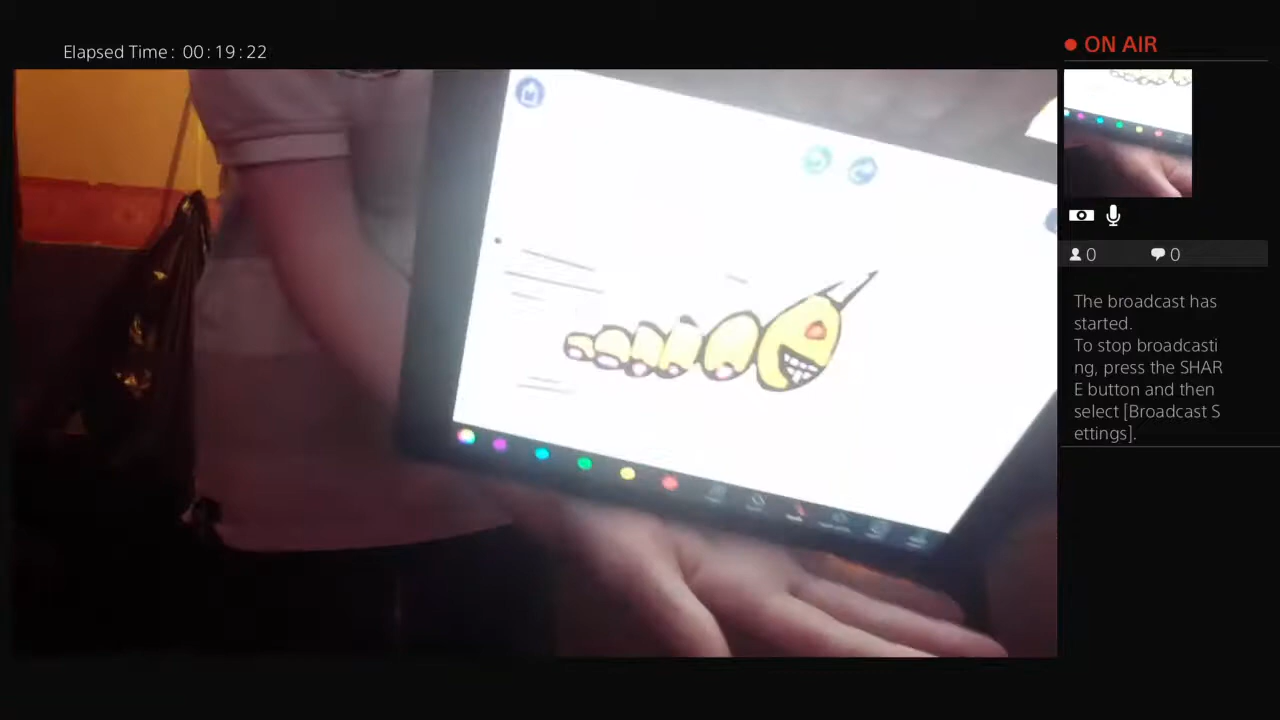 Elapsed Time: 00:19:22
ON AIR
0 0
The broadcast has
started.
To stop broadcasti
ng, press the SHAR
E button and then
select [Broadcast S
ettings].